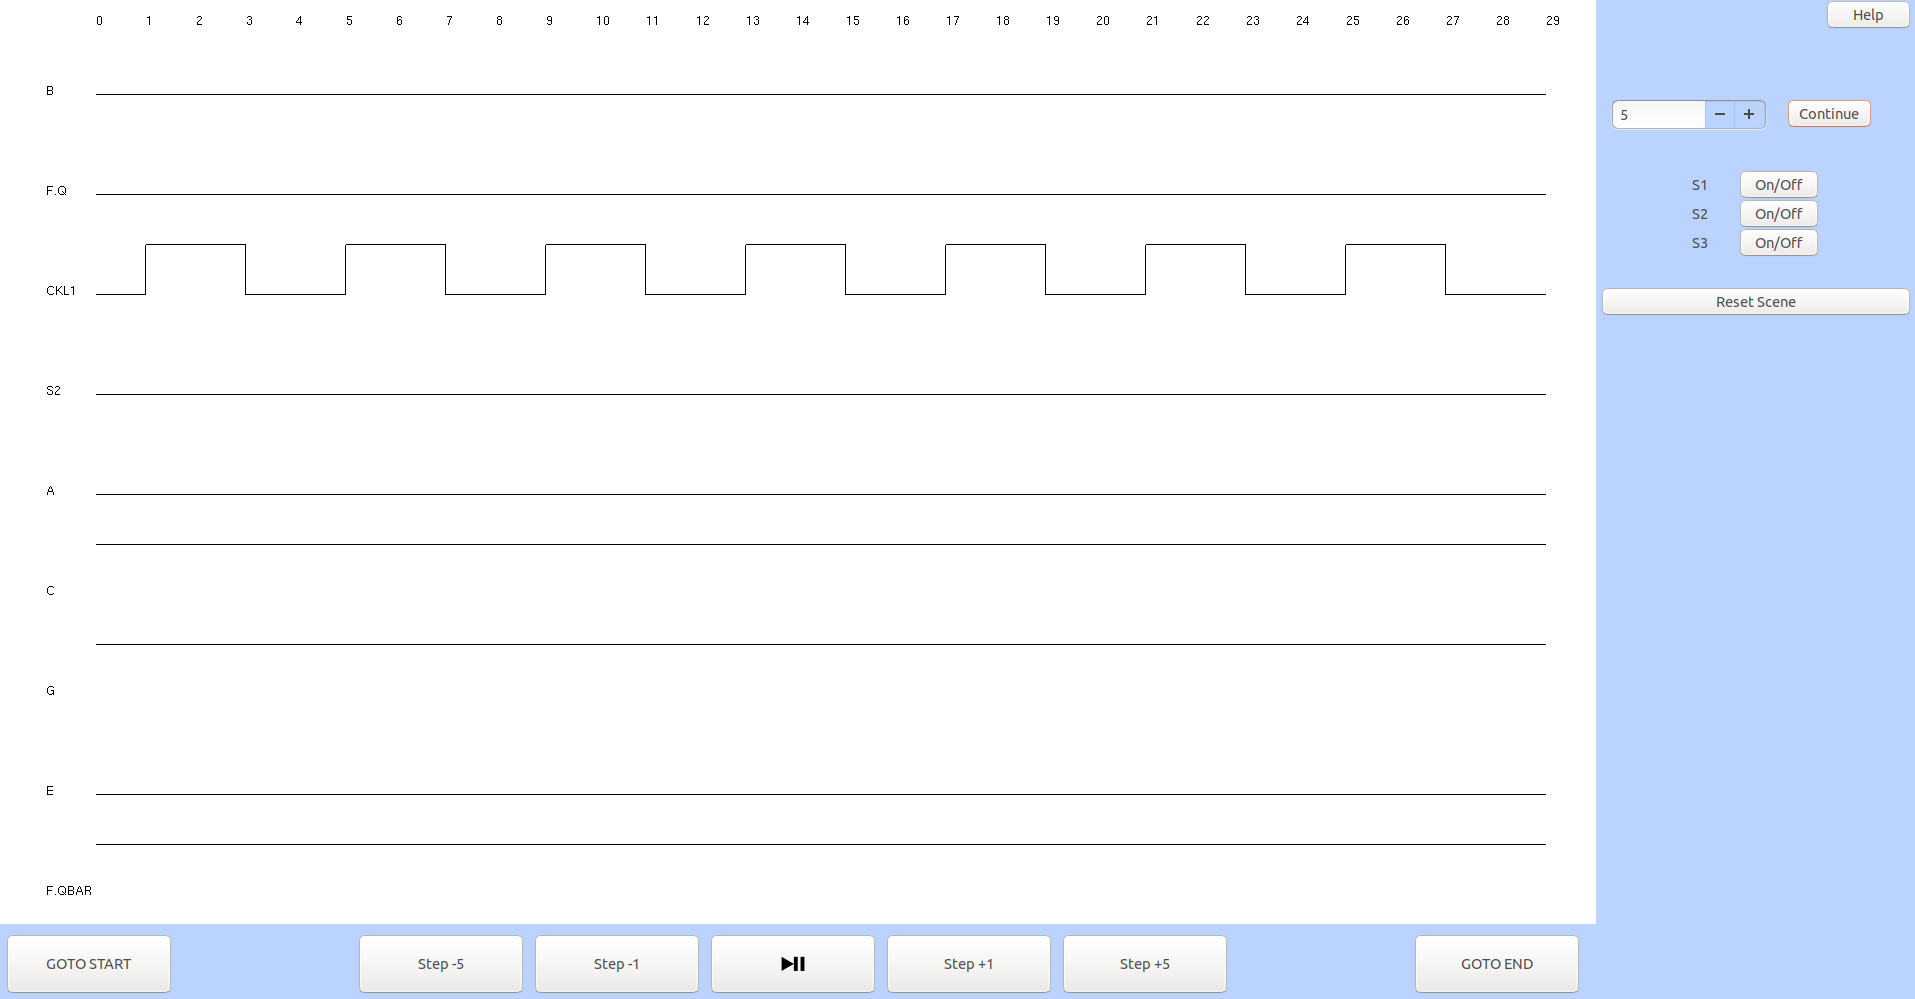 0 1 2 3 4 5 6 7 8 9 10 11 12 13 14 15 16 17 18 19 20 21 22 23 24 25 26 27 28 29
Help
B
5 − + Continue
F.Q
S1 On/Off
S2 On/Off
S3 On/Off
CKL1
Reset Scene
S2
A
C
G
E
F.QBAR
GOTO START Step -5 Step -1 Step +1 Step +5 GOTO END